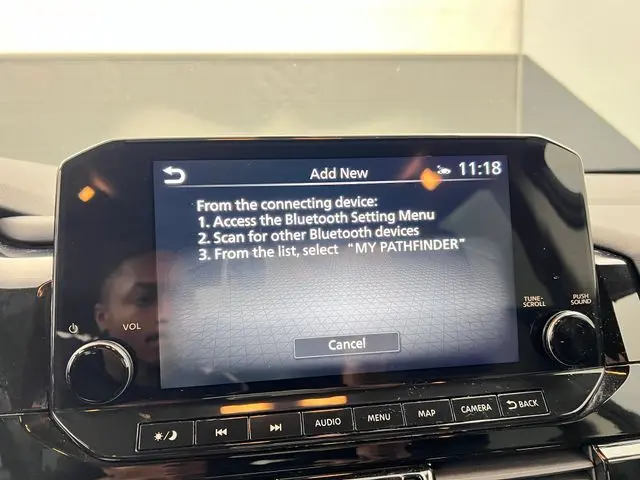 Add New
11:18
From the connecting device:
1. Access the Bluetooth Setting Menu
2. Scan for other Bluetooth devices
3. From the list, select “MY PATHFINDER”
Cancel
VOL
TUNE-
SCROLL
PUSH
SOUND
AUDIO
MENU
MAP
CAMERA
BACK